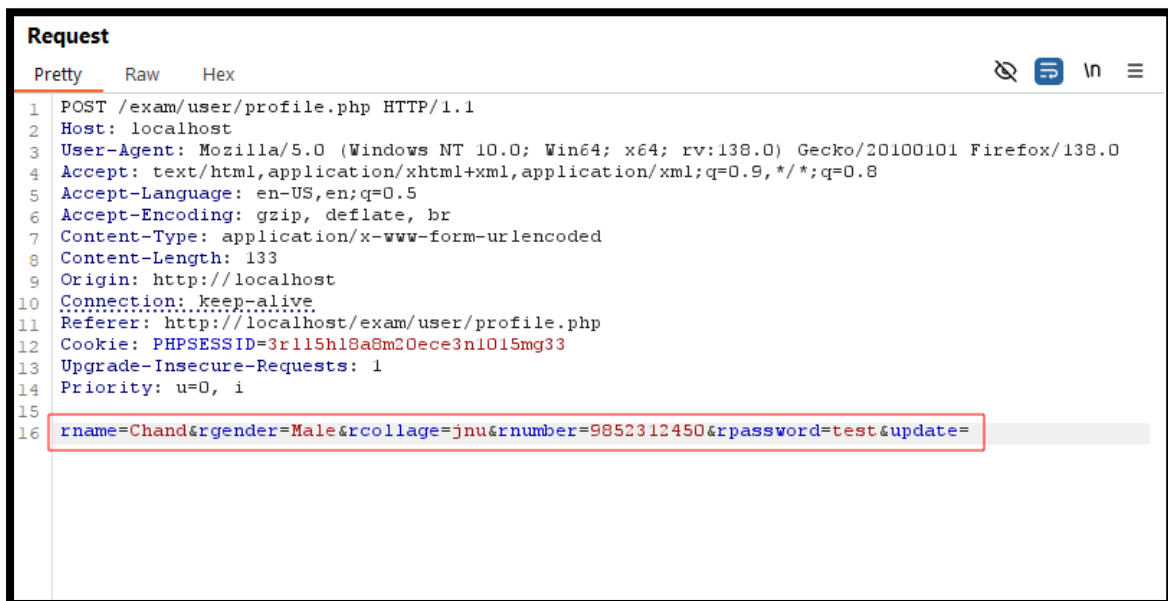 Request
Pretty Raw Hex \n
1 POST /exam/user/profile.php HTTP/1.1
2 Host: localhost
3 User-Agent: Mozilla/5.0 (Windows NT 10.0; Win64; x64; rv:138.0) Gecko/20100101 Firefox/138.0
4 Accept: text/html,application/xhtml+xml,application/xml;q=0.9,*/*;q=0.8
5 Accept-Language: en-US,en;q=0.5
6 Accept-Encoding: gzip, deflate, br
7 Content-Type: application/x-www-form-urlencoded
8 Content-Length: 133
9 Origin: http://localhost
10 Connection: keep-alive
11 Referer: http://localhost/exam/user/profile.php
12 Cookie: PHPSESSID=3rll5hl8a8m20ece3nl0l5mg33
13 Upgrade-Insecure-Requests: 1
14 Priority: u=0, i
15
16 rname=Chand&rgender=Male&rcollage=jnu&rnumber=9852312450&rpassword=test&update=